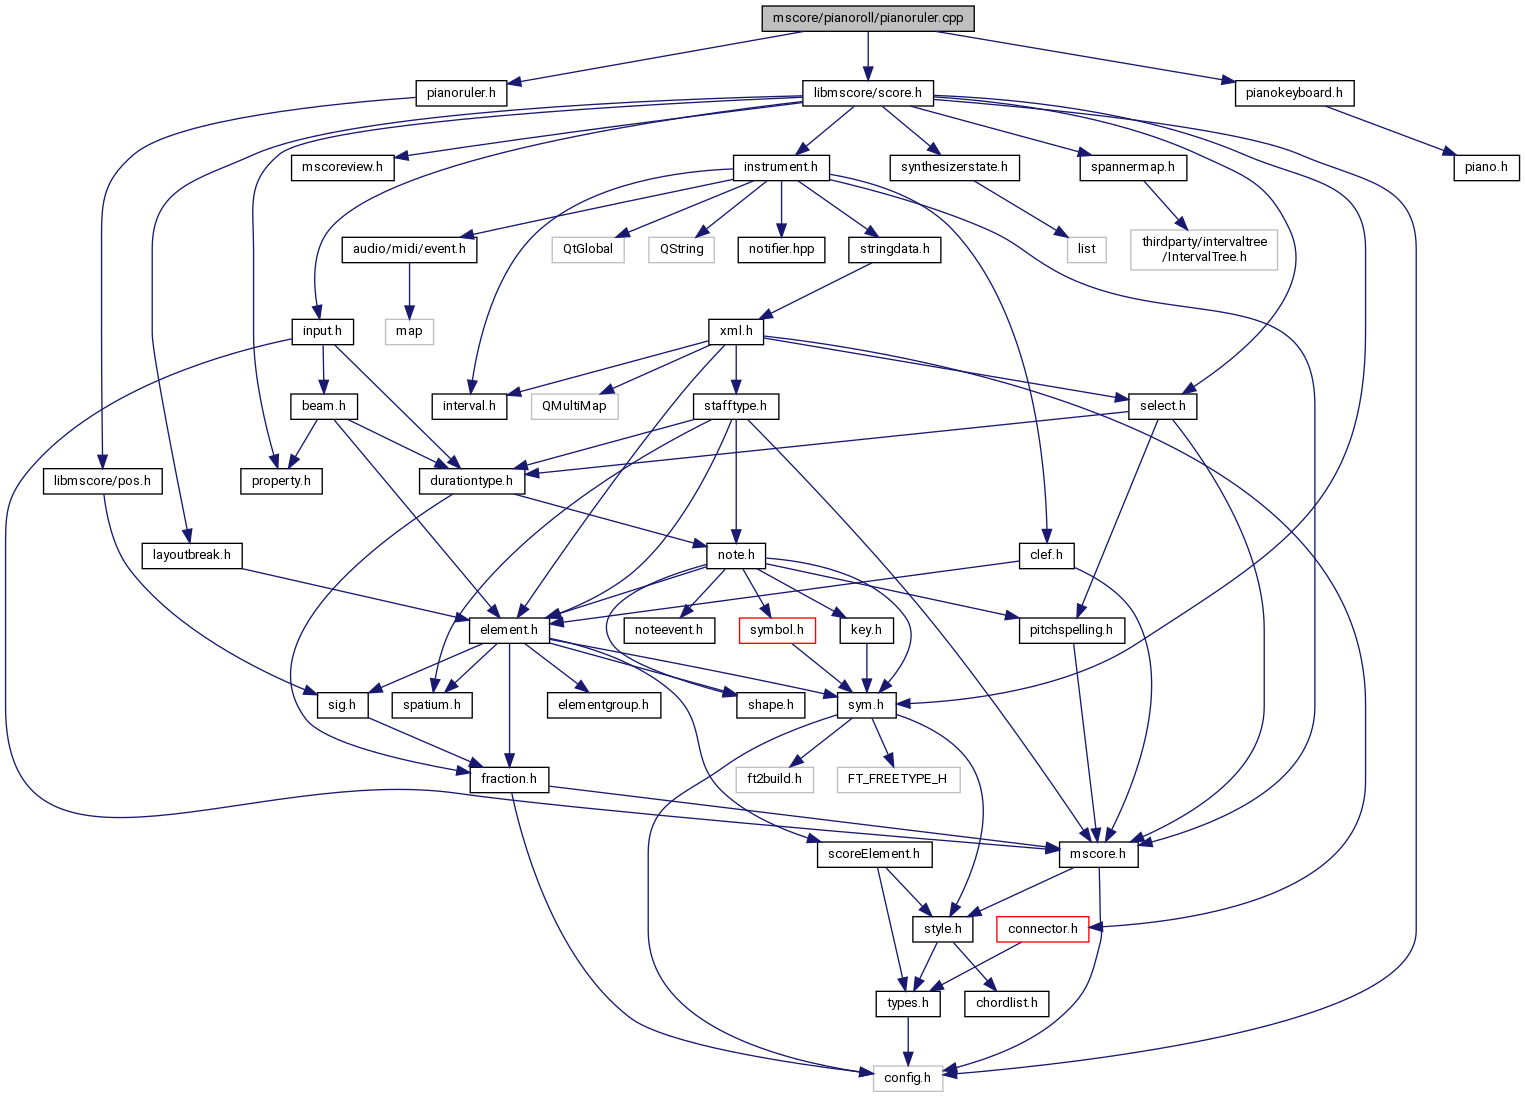 mscore/pianoroll/pianoruler.cpp
pianoruler.h
libmscore/score.h
pianokeyboard.h
mscoreview.h
instrument.h
synthesizerstate.h
spannermap.h
piano.h
audio/midi/event.h
QtGlobal
QString
notifier.hpp
stringdata.h
list
thirdparty/intervaltree
/IntervalTree.h
input.h
map
xml.h
beam.h
interval.h
QMultiMap
stafftype.h
select.h
libmscore/pos.h
property.h
durationtype.h
layoutbreak.h
note.h
clef.h
element.h
noteevent.h
symbol.h
key.h
pitchspelling.h
sig.h
spatium.h
elementgroup.h
shape.h
sym.h
fraction.h
ft2build.h
FT_FREETYPE_H
scoreElement.h
mscore.h
style.h
connector.h
types.h
chordlist.h
config.h